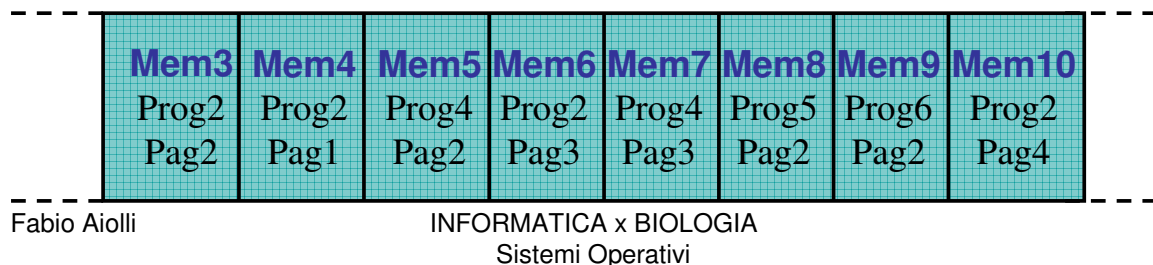 Mem3 Mem4 Mem5 Mem6 Mem7 Mem8 Mem9 Mem10
Prog2 Prog2 Prog4 Prog2 Prog4 Prog5 Prog6 Prog2
Pag2 Pag1 Pag2 Pag3 Pag3 Pag2 Pag2 Pag4
Fabio Aiolli INFORMATICA x BIOLOGIA
Sistemi Operativi